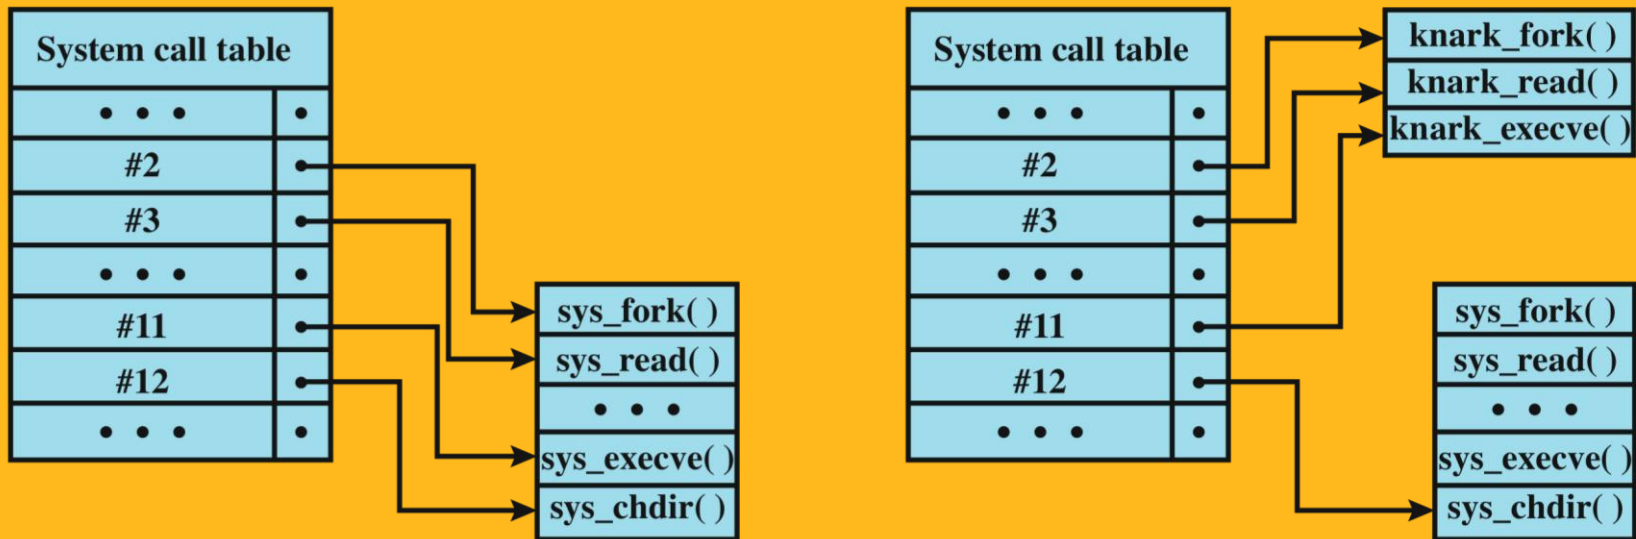 System call table
• • •
#2
#3
• • •
#11
#12
• • •
sys_fork( )
sys_read( )
• • •
sys_execve( )
sys_chdir( )
System call table
• • •
#2
#3
• • •
#11
#12
• • •
knark_fork( )
knark_read( )
knark_execve( )
sys_fork( )
sys_read( )
• • •
sys_execve( )
sys_chdir( )